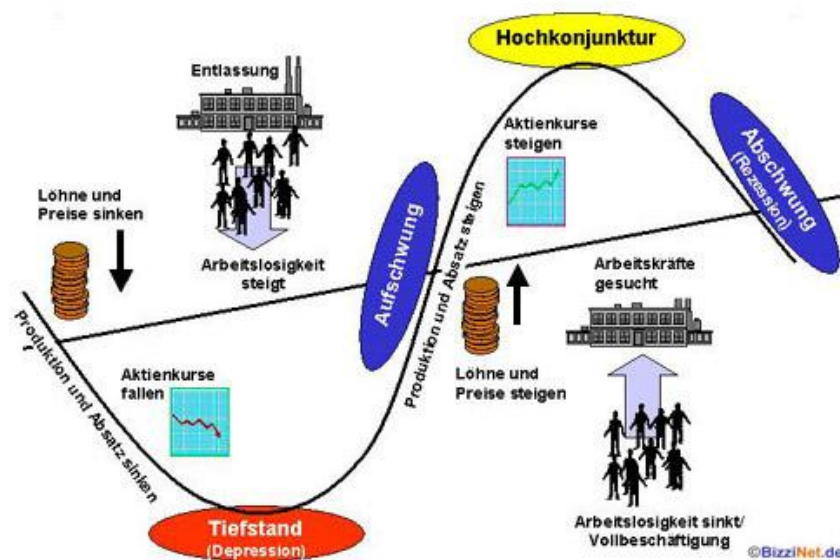 Hochkonjunktur
Entlassung
Aktienkurse
steigen
Abschwung
(Rezession)
Löhne und
Preise sinken
Aufschwung
Produktion und Absatz steigen
Arbeitslosigkeit
steigt
Arbeitskräfte
gesucht
Produktion und Absatz sinken
Aktienkurse
fallen
Löhne und
Preise steigen
Tiefstand
(Depression)
Arbeitslosigkeit sinkt/
Vollbeschäftigung
©BizziNet.de